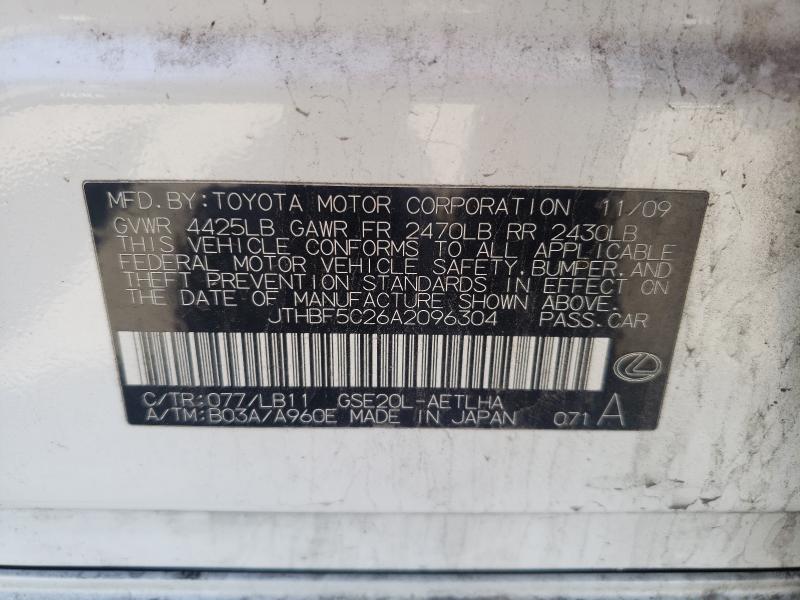 MFD.BY:TOYOTA MOTOR CORPORATION 11/09
GVWR 4425LB GAWR FR 2470LB RR 2430LB
THIS VEHICLE CONFORMS TO ALL APPLICABLE
FEDERAL MOTOR VEHICLE SAFETY.BUMPER.AND
THEFT PREVENTION STANDARDS IN EFFECT ON
THE DATE OF MANUFACTURE SHOWN ABOVE.
JTHBF5C26A2096304 PASS.CAR
C/TR:077/LB11 GSE20L-AETLHA
A/TM:B03A/A960E MADE IN JAPAN 071 A